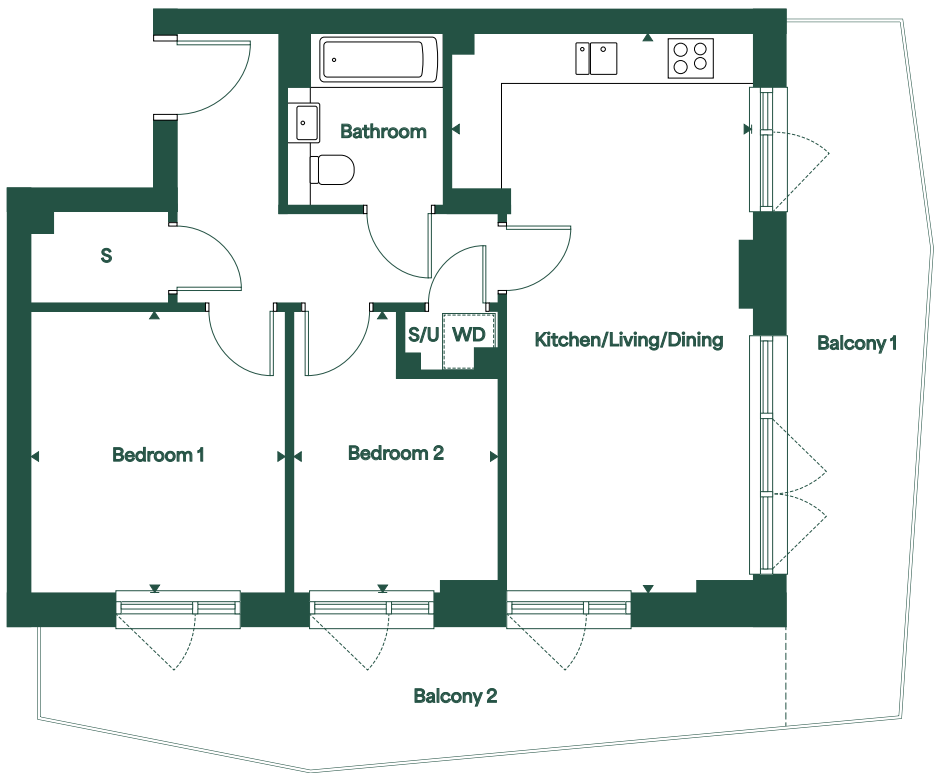 Bathroom
S
S/U
WD
Kitchen/Living/Dining
Balcony 1
Bedroom 1
Bedroom 2
Balcony 2